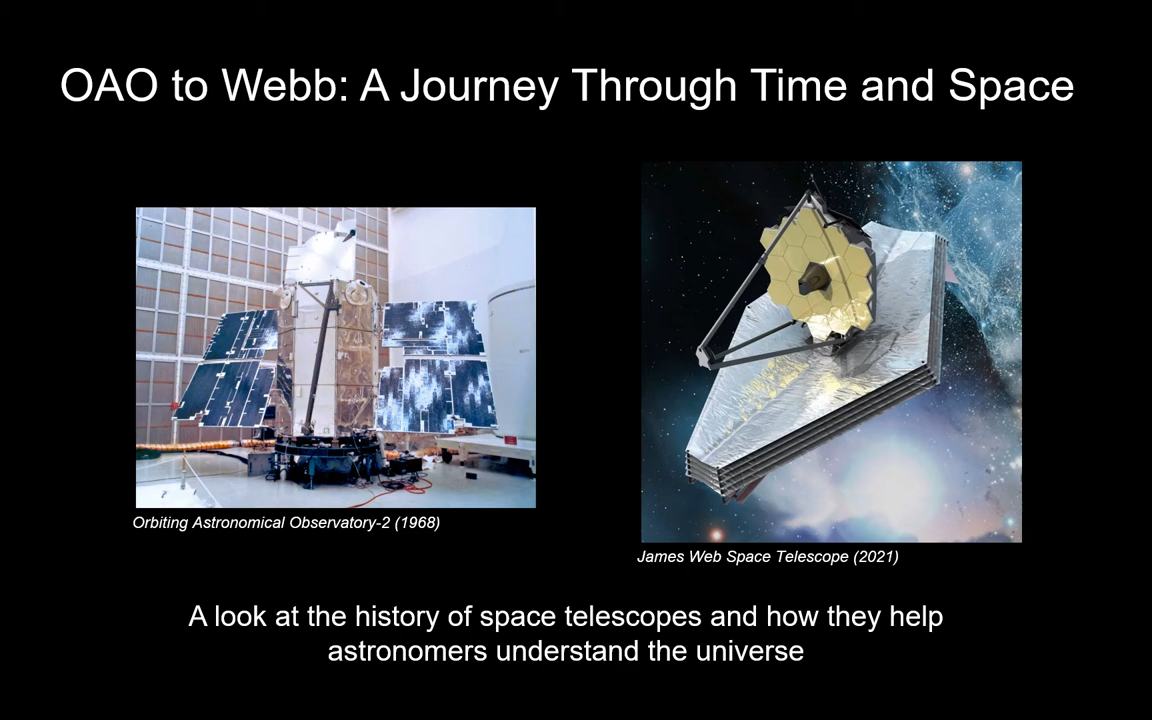 OAO to Webb: A Journey Through Time and Space
Orbiting Astronomical Observatory-2 (1968)
James Web Space Telescope (2021)
A look at the history of space telescopes and how they help
astronomers understand the universe